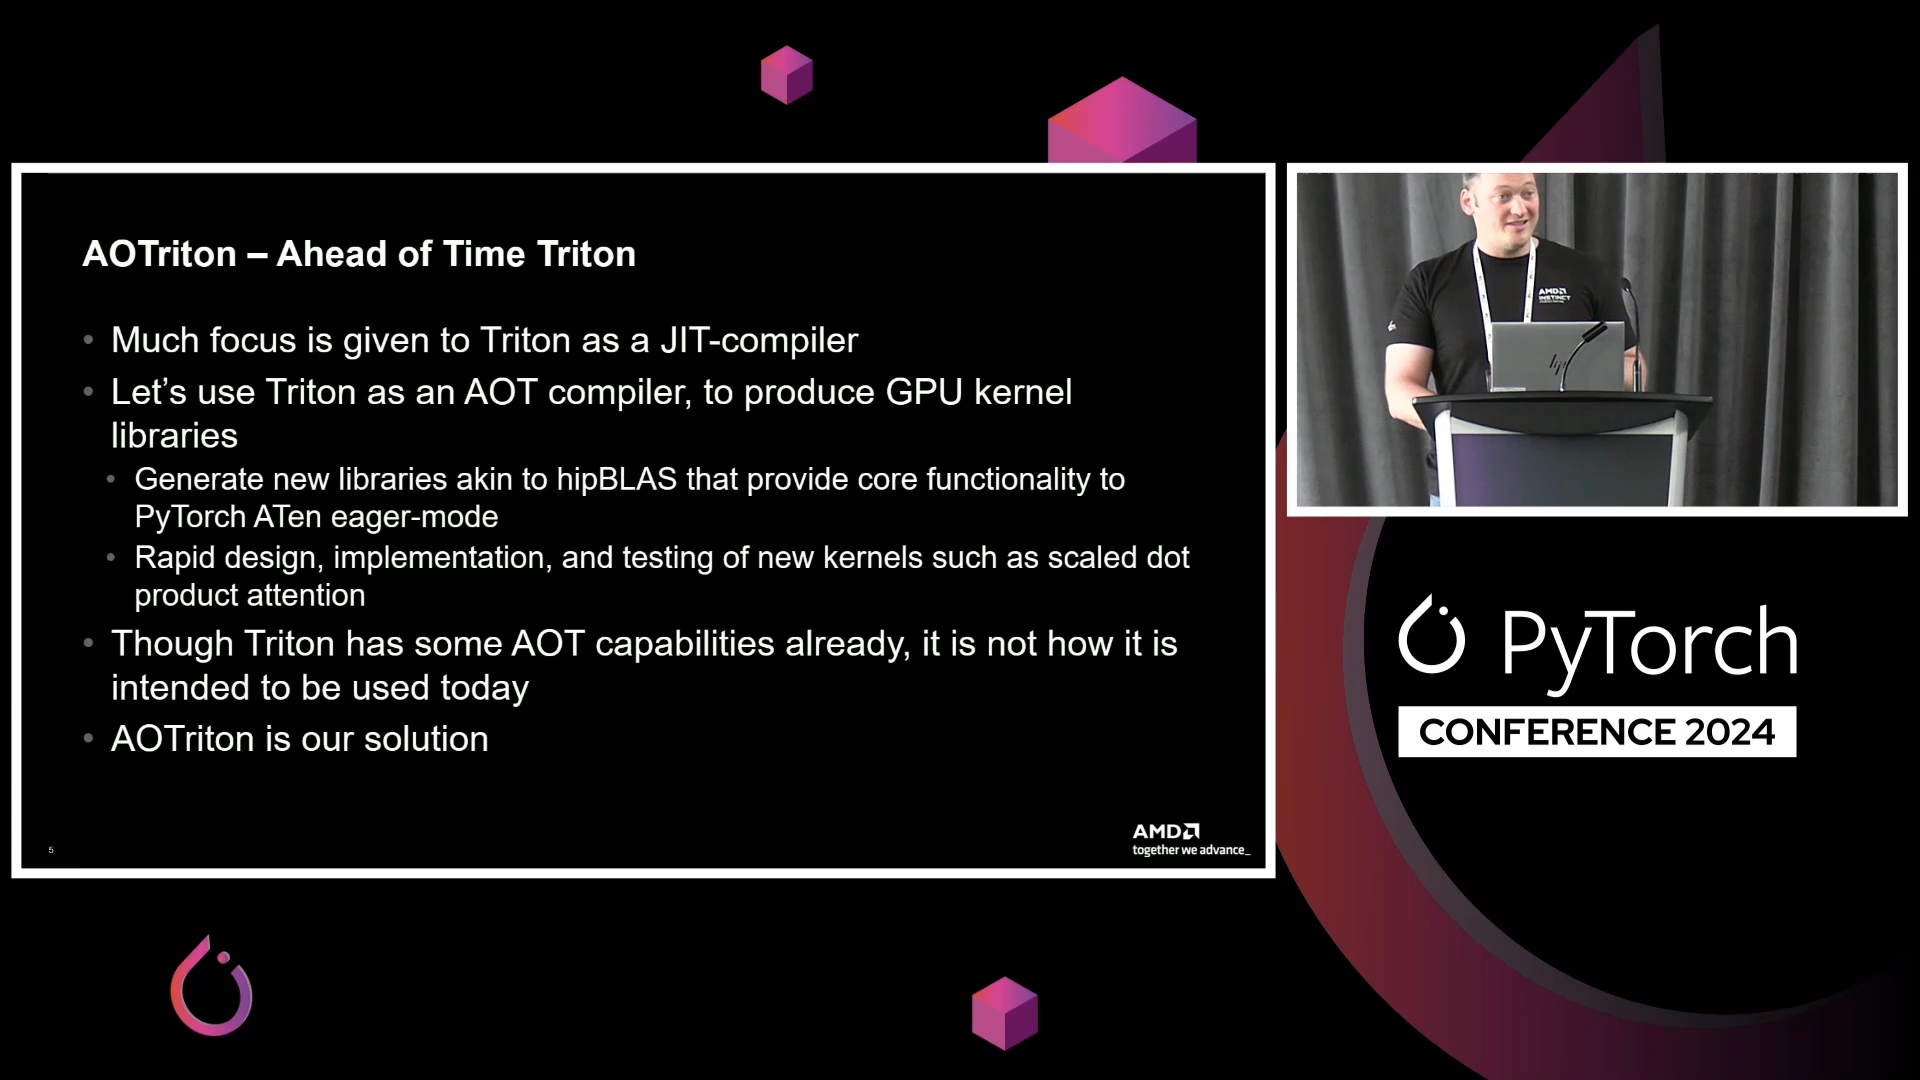 AOTriton – Ahead of Time Triton
• Much focus is given to Triton as a JIT-compiler
• Let’s use Triton as an AOT compiler, to produce GPU kernel
libraries
• Generate new libraries akin to hipBLAS that provide core functionality to
PyTorch ATen eager-mode
• Rapid design, implementation, and testing of new kernels such as scaled dot
product attention
• Though Triton has some AOT capabilities already, it is not how it is
intended to be used today
• AOTriton is our solution
5
AMD
together we advance_
AMD
INSTINCT
hp
PyTorch
CONFERENCE 2024